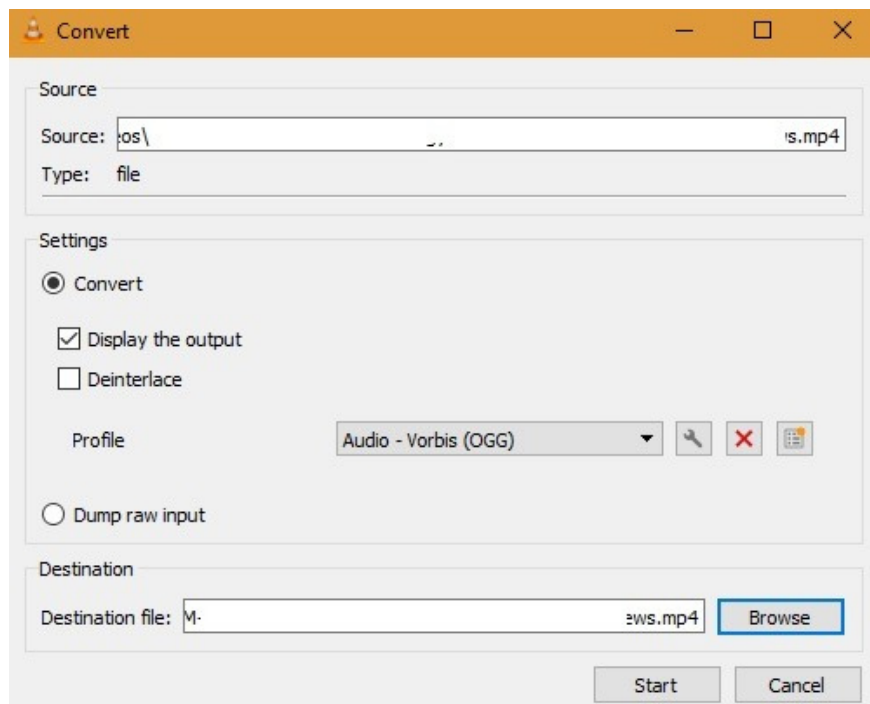 Convert
Source
Source: eos\ s.mp4
Type: file
Settings
Convert
Display the output
Deinterlace
Profile Audio - Vorbis (OGG)
Dump raw input
Destination
Destination file: M- ews.mp4 Browse
Start Cancel